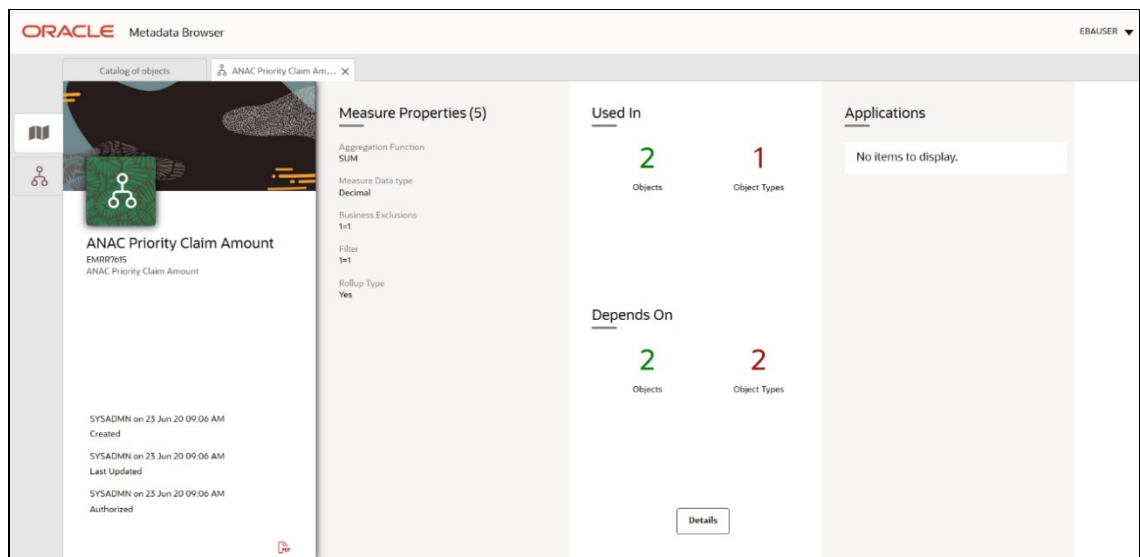 ORACLE Metadata Browser
EBAUSER
Catalog of objects
ANAC Priority Claim Am...
ANAC Priority Claim Amount
EMRR7615
ANAC Priority Claim Amount
SYSADMN on 23 Jun 20 09:06 AM
Created
SYSADMN on 23 Jun 20 09:06 AM
Last Updated
SYSADMN on 23 Jun 20 09:06 AM
Authorized
PDF
Measure Properties (5)
Aggregation Function
SUM
Measure Data type
Decimal
Business Exclusions
1=1
Filter
1=1
Rollup Type
Yes
Used In
2 1
Objects Object Types
Depends On
2 2
Objects Object Types
Details
Applications
No items to display.